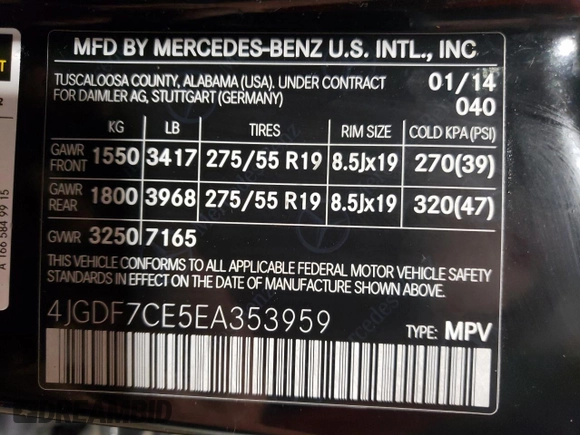 MFD BY MERCEDES-BENZ U.S. INTL., INC
TUSCALOOSA COUNTY, ALABAMA (USA). UNDER CONTRACT 01/14
FOR DAIMLER AG, STUTTGART (GERMANY) 040
KG LB TIRES RIM SIZE COLD KPA (PSI)
GAWR FRONT 1550 3417 275/55 R19 8.5Jx19 270(39)
GAWR REAR 1800 3968 275/55 R19 8.5Jx19 320(47)
GVWR 3250 7165
THIS VEHICLE CONFORMS TO ALL APPLICABLE FEDERAL MOTOR VEHICLE SAFETY
STANDARDS IN EFFECT ON THE DATE OF MANUFACTURE SHOWN ABOVE.
4JGDF7CE5EA353959 TYPE: MPV
A 166 584 99 15